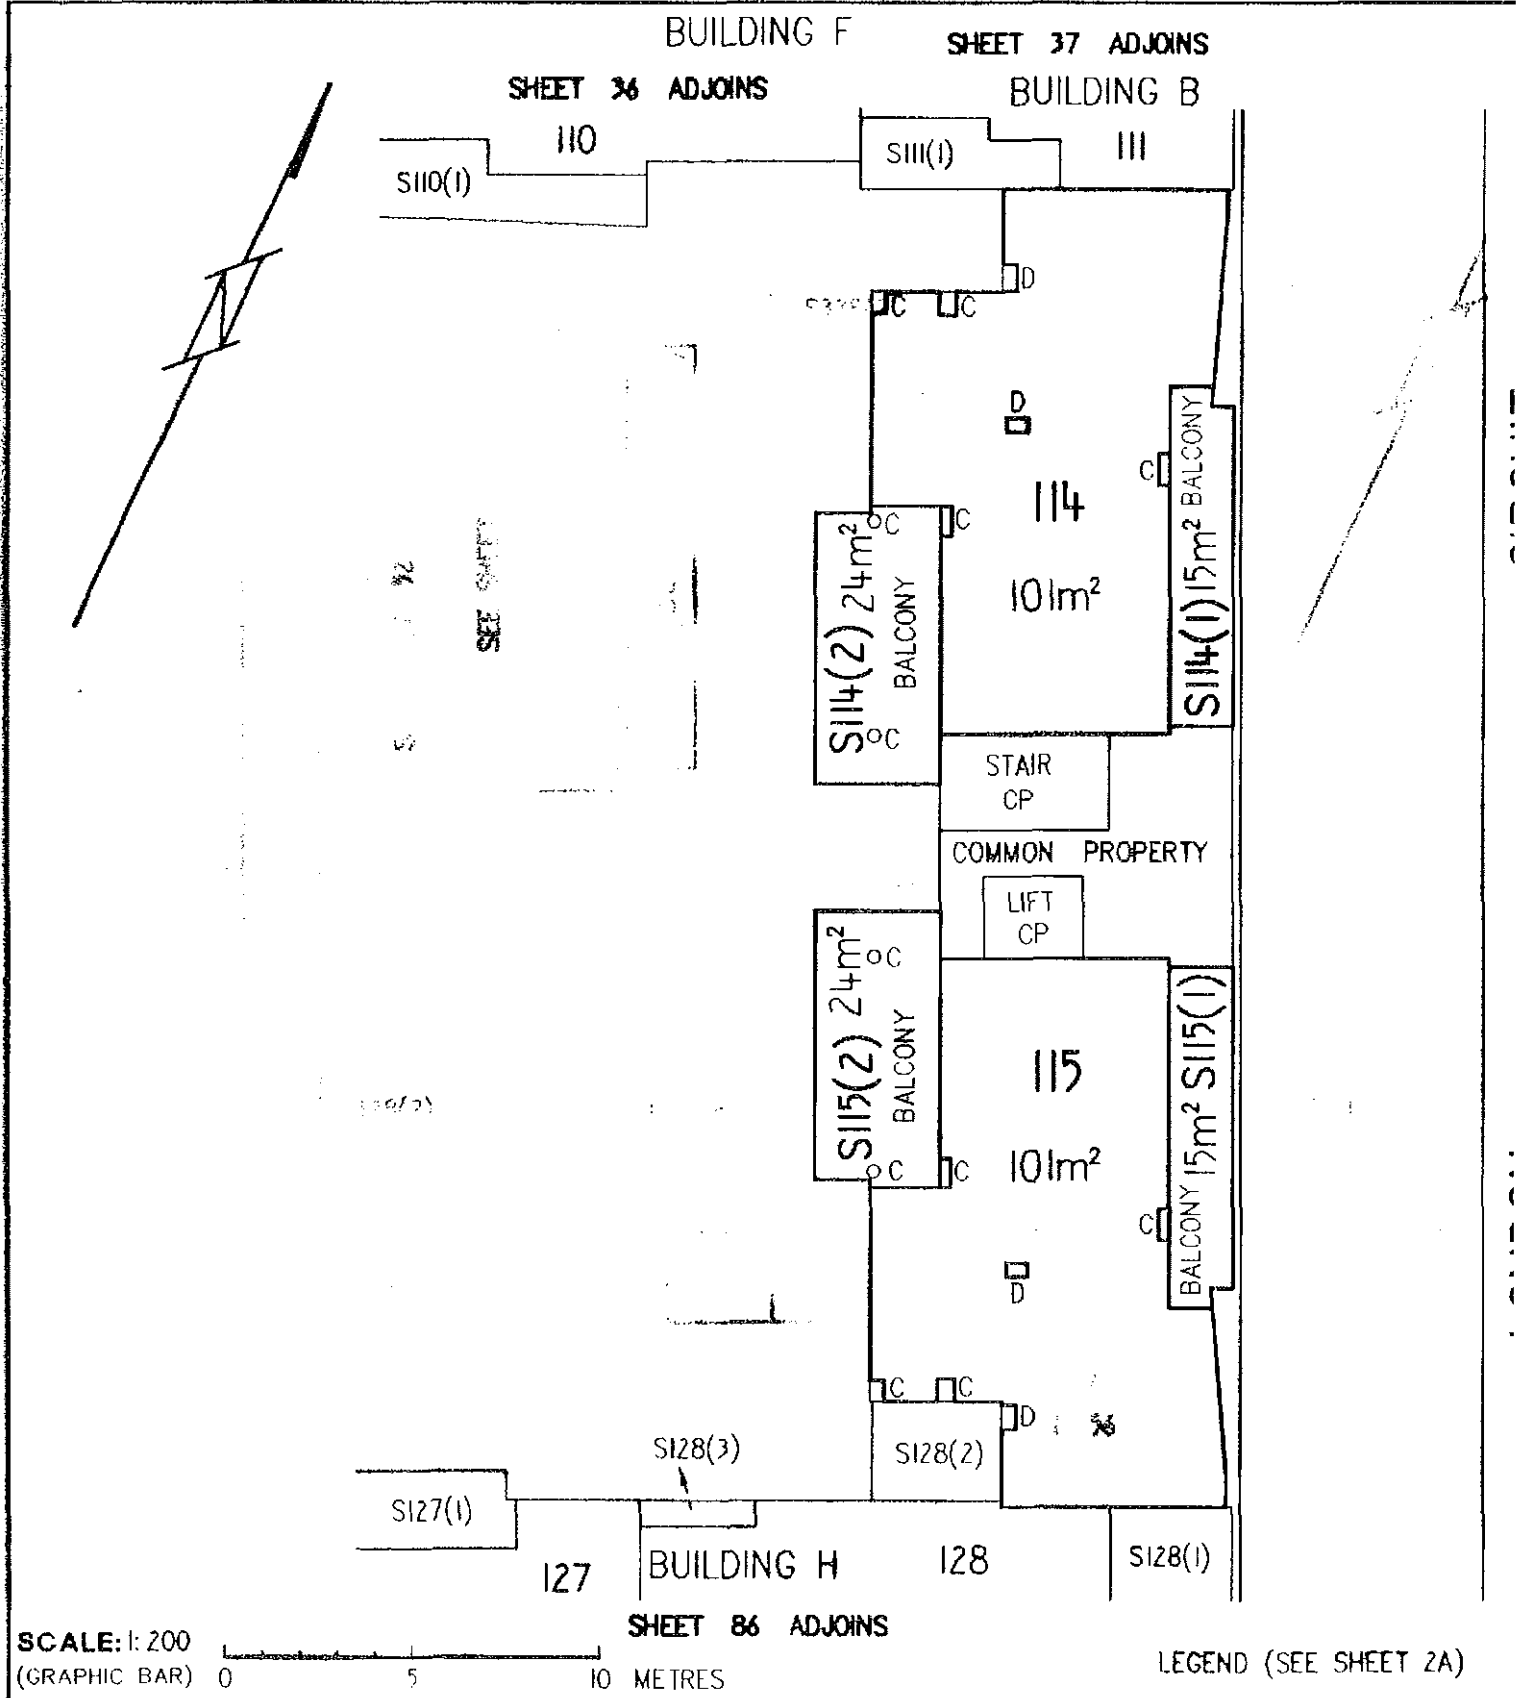 BUILDING F
SHEET 37 ADJOINS
SHEET 36 ADJOINS
BUILDING B
110
111
S110(1)
S111(1)
D
C
C
D
C
114
101m²
C
C
C
S114(2) 24m²
BALCONY
S114(1) 15m² BALCONY
SEE SHEET
STAIR
CP
COMMON PROPERTY
LIFT
CP
S115(2) 24m²
BALCONY
C
C
C
115
101m²
C
BALCONY 15m² S115(1)
D
C
C
D
S128(3)
S128(2)
S127(1)
127
BUILDING H
128
S128(1)
SHEET 86 ADJOINS
SCALE: 1:200
(GRAPHIC BAR)
0 5 10 METRES
LEGEND (SEE SHEET 2A)